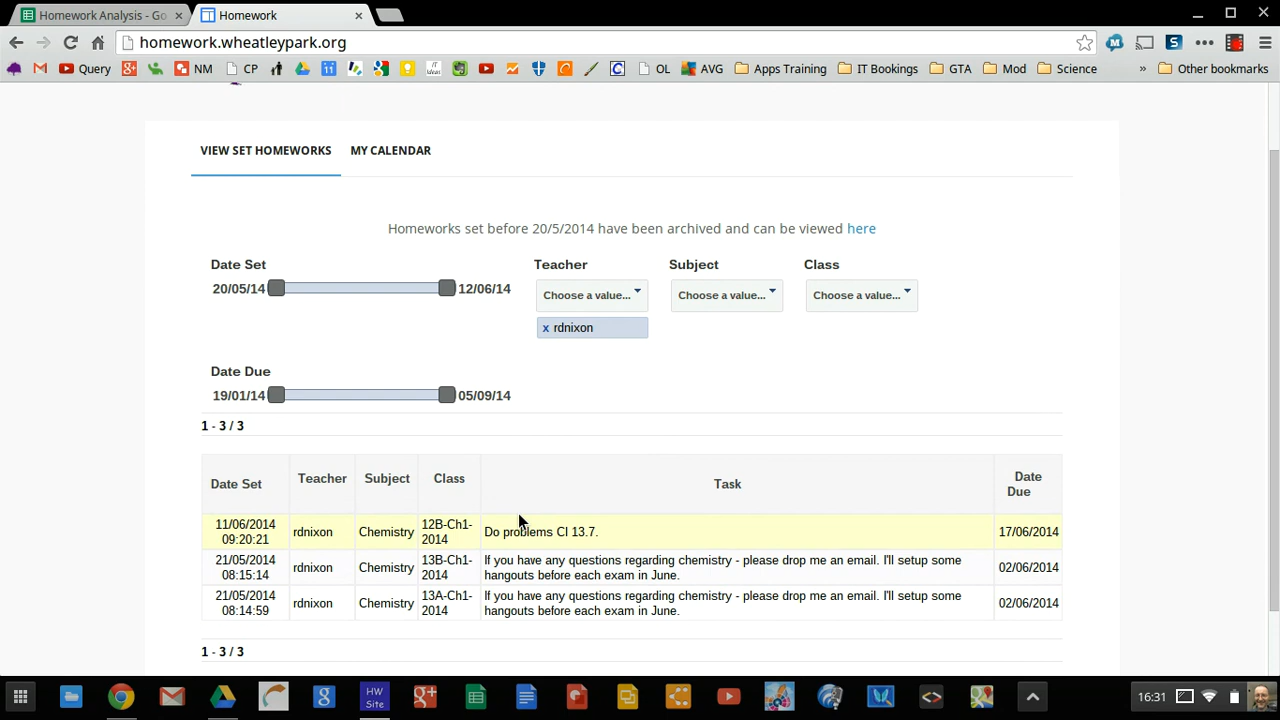 Homework Analysis - Go
Homework
homework.wheatleypark.org
Query
NM
CP
11
IT Ideas
OL
AVG
Apps Training
IT Bookings
GTA
Mod
Science
»
Other bookmarks
VIEW SET HOMEWORKS MY CALENDAR
Homeworks set before 20/5/2014 have been archived and can be viewed here
Date Set Teacher Subject Class
20/05/14 12/06/14 Choose a value... Choose a value... Choose a value...
x rdnixon
Date Due
19/01/14 05/09/14
1 - 3 / 3
Date Set Teacher Subject Class Task Date Due
11/06/2014 09:20:21 rdnixon Chemistry 12B-Ch1-2014 Do problems CI 13.7. 17/06/2014
21/05/2014 08:15:14 rdnixon Chemistry 13B-Ch1-2014 If you have any questions regarding chemistry - please drop me an email. I'll setup some hangouts before each exam in June. 02/06/2014
21/05/2014 08:14:59 rdnixon Chemistry 13A-Ch1-2014 If you have any questions regarding chemistry - please drop me an email. I'll setup some hangouts before each exam in June. 02/06/2014
1 - 3 / 3
HW Site
16:31